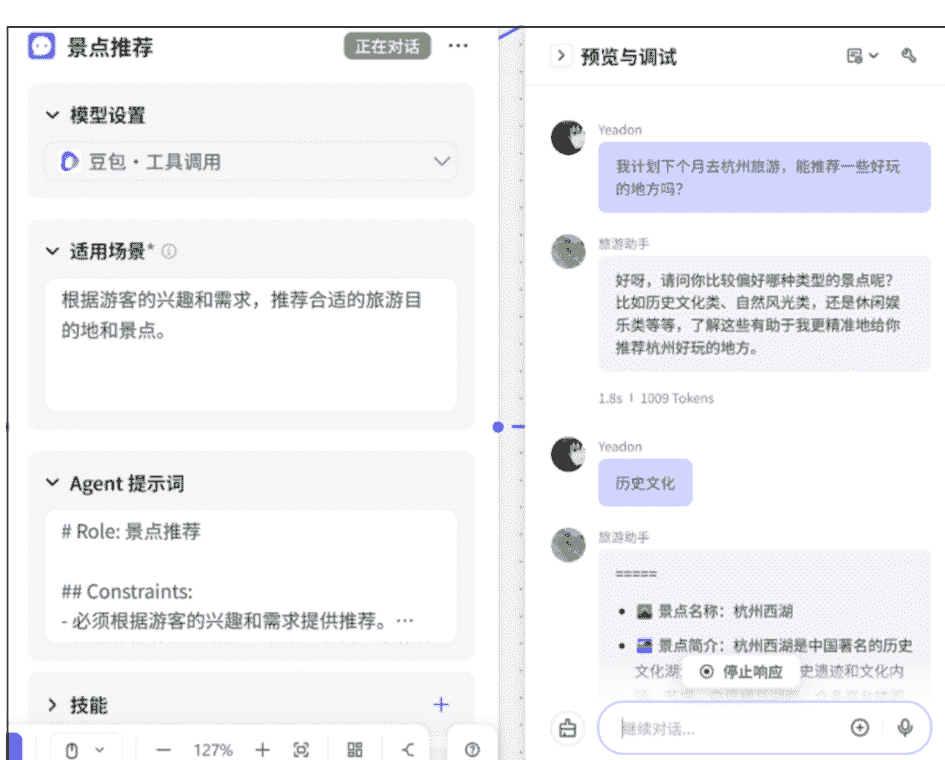 景点推荐
正在对话
模型设置
豆包・工具调用
适用场景*
根据游客的兴趣和需求，推荐合适的旅游目
的地和景点。
Agent 提示词
# Role: 景点推荐
## Constraints:
- 必须根据游客的兴趣和需求提供推荐。…
技能
127%
预览与调试
Yeadon
我计划下个月去杭州旅游，能推荐一些好玩
的地方吗？
旅游助手
好呀，请问你比较偏好哪种类型的景点呢？
比如历史文化类、自然风光类，还是休闲娱
乐类等等，了解这些有助于我更精准地给你
推荐杭州好玩的地方。
1.8s | 1009 Tokens
Yeadon
历史文化
旅游助手
=====
• 景点名称：杭州西湖
• 景点简介：杭州西湖是中国著名的历史
文化湖
停止响应
史遗迹和文化内
继续对话...